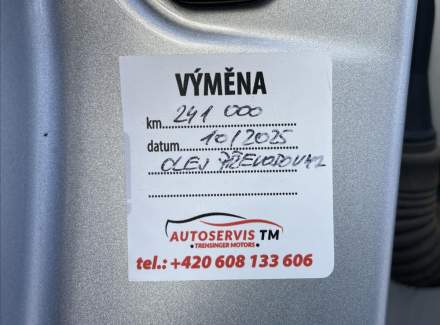 VÝMĚNA
km 241 000
datum 10/2025
OLEJ PŘEVODOVKA
AUTOSERVIS TM
TRENSINGER MOTORS
tel.: +420 608 133 606